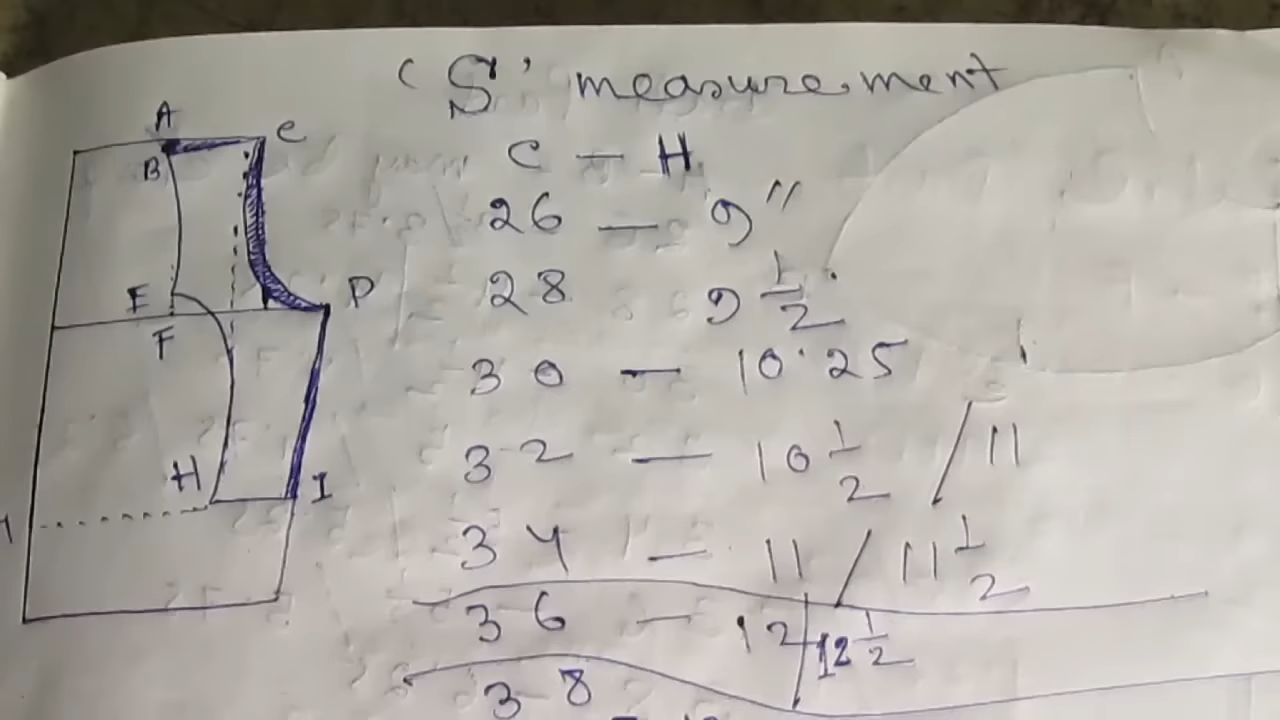 'S' measurement
A
C
B
C — H
26 — 9"
28 9 1/2
E
D
F
30 — 10.25
32 — 10 1/2 / 11
H
I
34 — 11 / 11 1/2
36 — 12 / 12 1/2
38